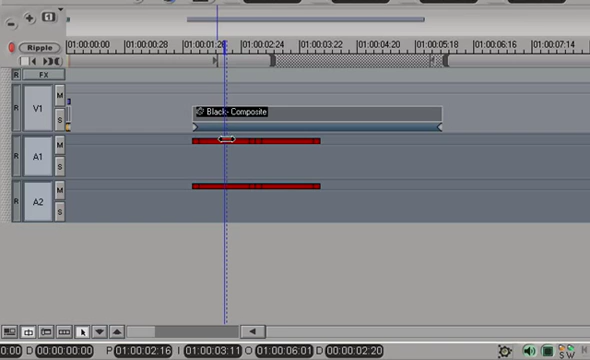 1
Ripple
01:00:00:00 01:00:00:28 01:00:01:26 01:00:02:24 01:00:03:22 01:00:04:20 01:00:05:18 01:00:06:16 01:00:07:14
R FX
R V1 M S
Black- Composite
R A1 M S
R A2 M S
00:00 D 00:00:00:00 P 01:00:02:16 I 01:00:03:11 O 01:00:06:01 D 00:00:02:20 S W